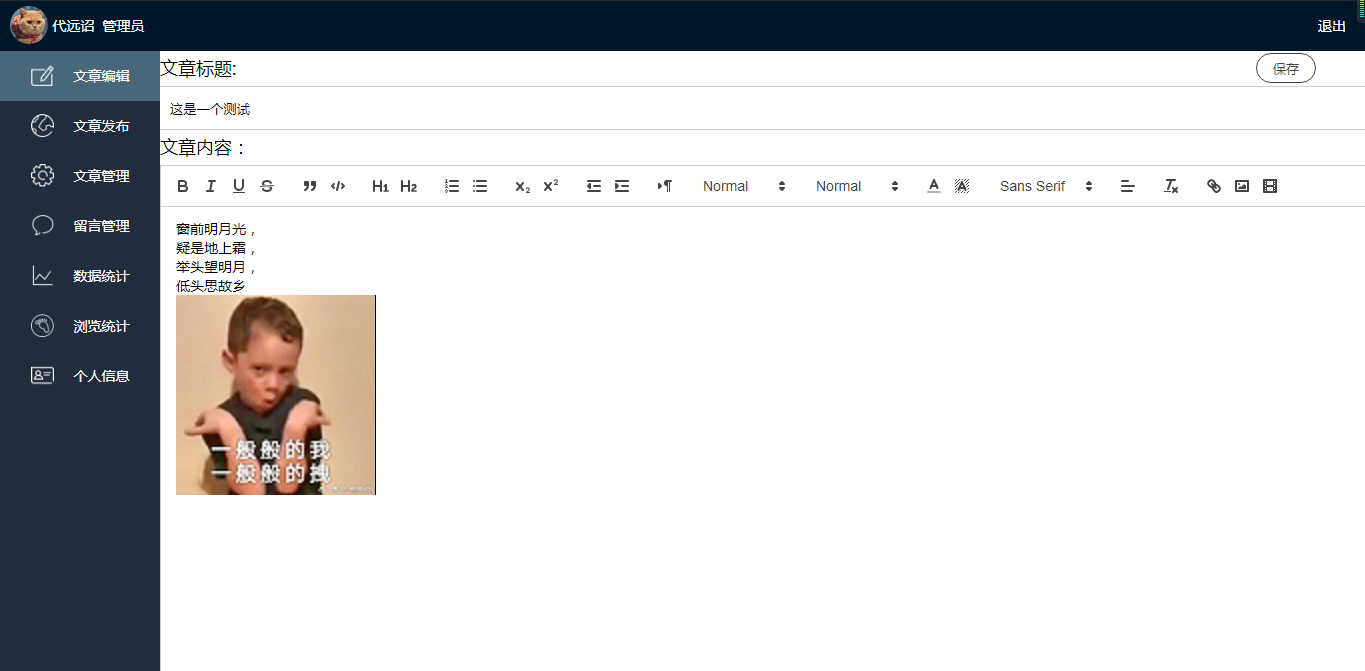 代远诏 管理员
退出
文章编辑
文章发布
文章管理
留言管理
数据统计
浏览统计
个人信息
文章标题:
保存
这是一个测试
文章内容：
B I U S H1 H2 X2 X2 Normal Normal A A Sans Serif Tx
窗前明月光，
疑是地上霜，
举头望明月，
低头思故乡
一般般的我
一般般的拽